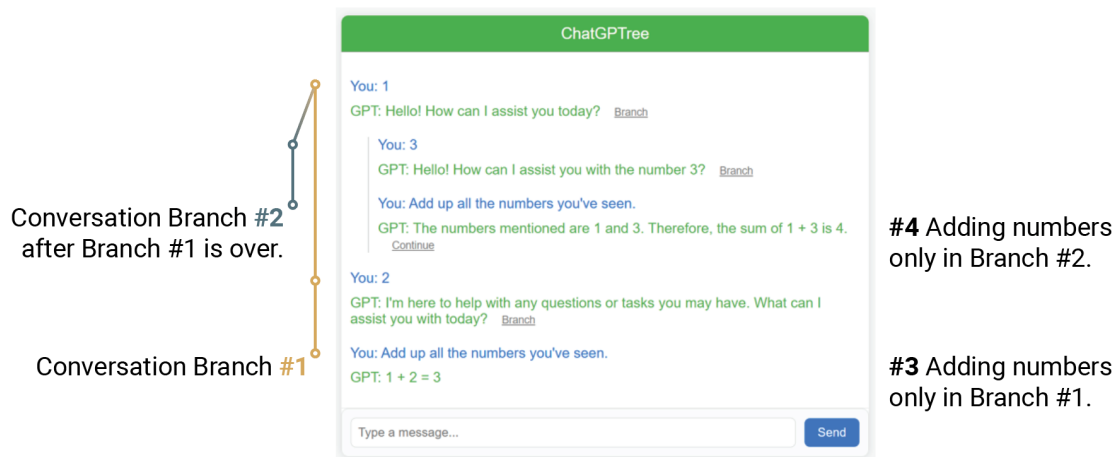 ChatGPTree
You: 1
GPT: Hello! How can I assist you today? Branch
You: 3
GPT: Hello! How can I assist you with the number 3? Branch
You: Add up all the numbers you've seen.
GPT: The numbers mentioned are 1 and 3. Therefore, the sum of 1 + 3 is 4.
Continue
You: 2
GPT: I'm here to help with any questions or tasks you may have. What can I
assist you with today? Branch
You: Add up all the numbers you've seen.
GPT: 1 + 2 = 3
Type a message...
Send
Conversation Branch #2
after Branch #1 is over.
Conversation Branch #1
#4 Adding numbers
only in Branch #2.
#3 Adding numbers
only in Branch #1.